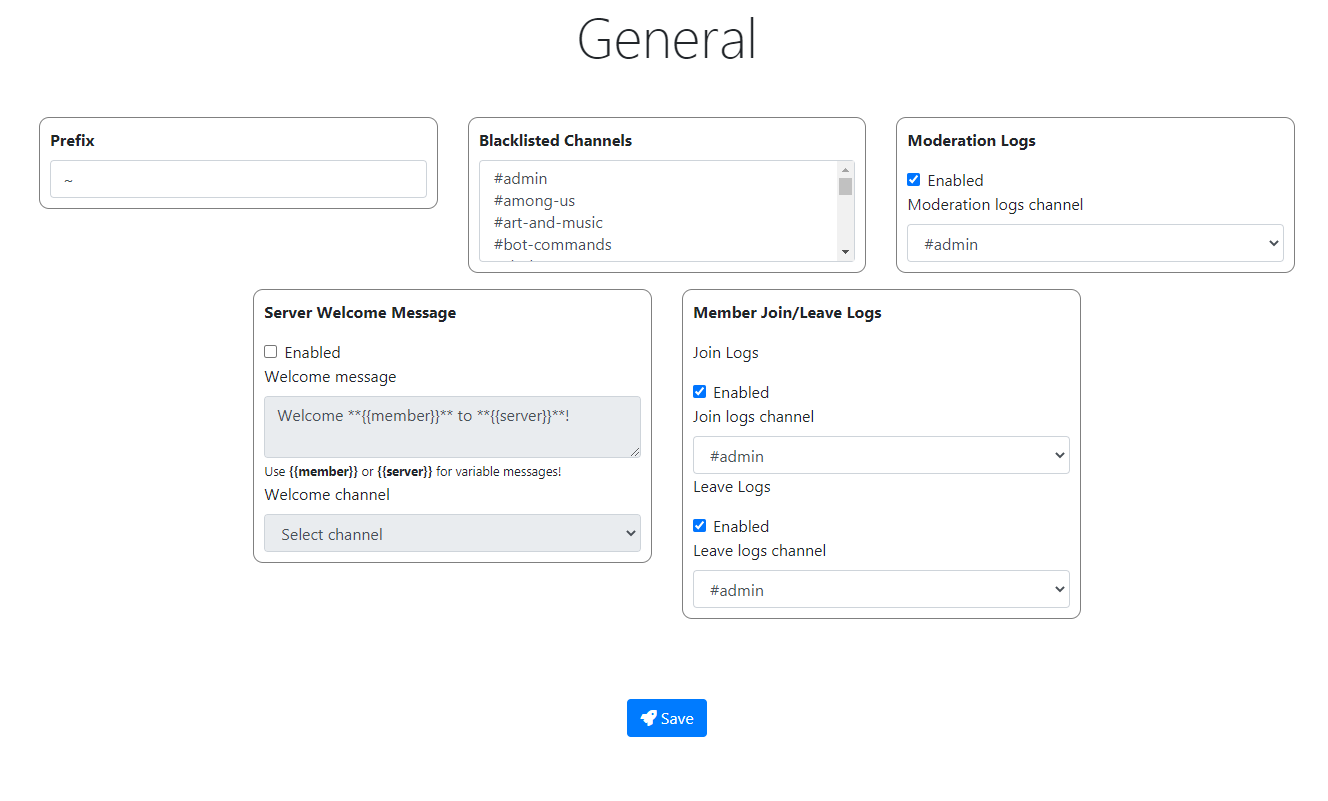 General
Prefix
~
Blacklisted Channels
#admin
#among-us
#art-and-music
#bot-commands
Moderation Logs
Enabled
Moderation logs channel
#admin
Server Welcome Message
Enabled
Welcome message
Welcome **{{member}}** to **{{server}}**!
Use {{member}} or {{server}} for variable messages!
Welcome channel
Select channel
Member Join/Leave Logs
Join Logs
Enabled
Join logs channel
#admin
Leave Logs
Enabled
Leave logs channel
#admin
Save